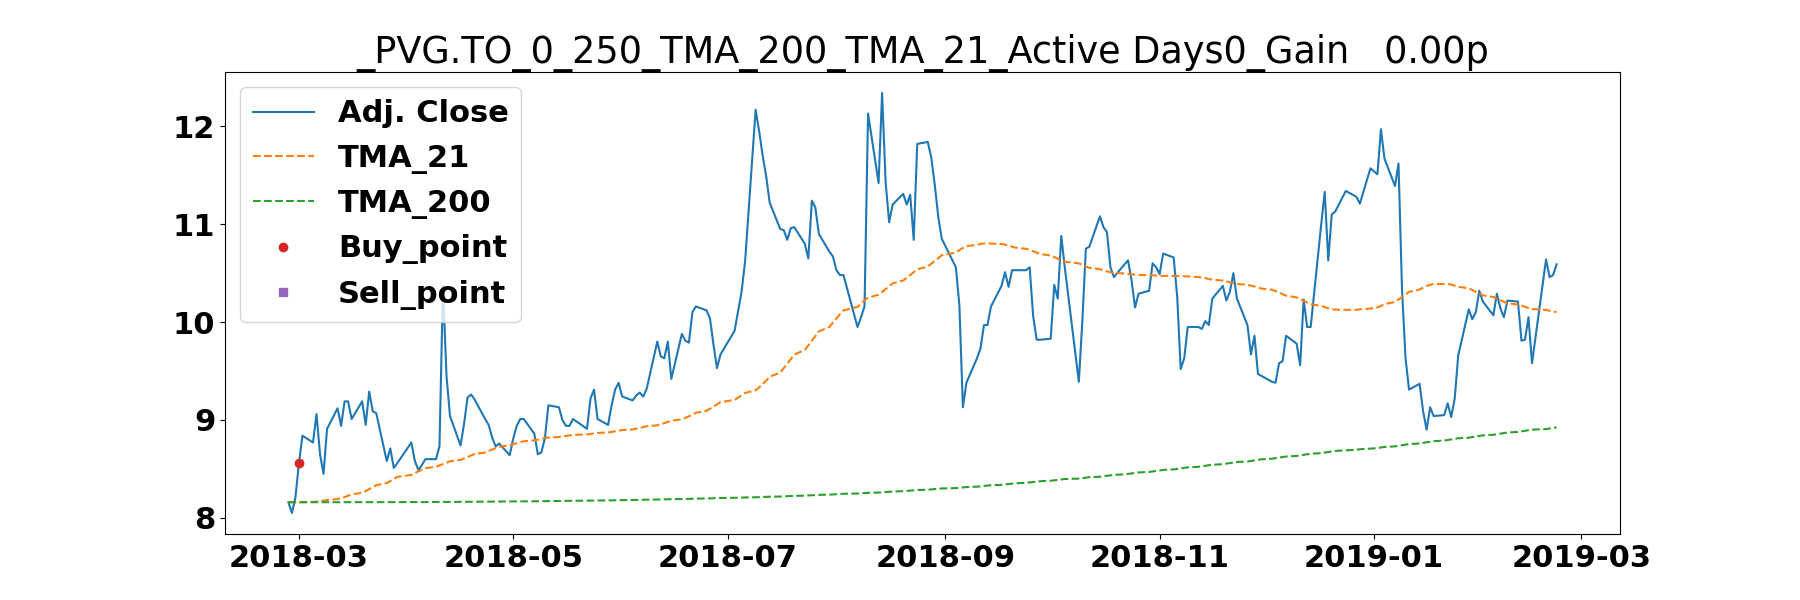 _PVG.TO_0_250_TMA_200_TMA_21_Active Days0_Gain   0.00p
Adj. Close
TMA_21
TMA_200
Buy_point
Sell_point
12
11
10
9
8
2018-03 2018-05 2018-07 2018-09 2018-11 2019-01 2019-03